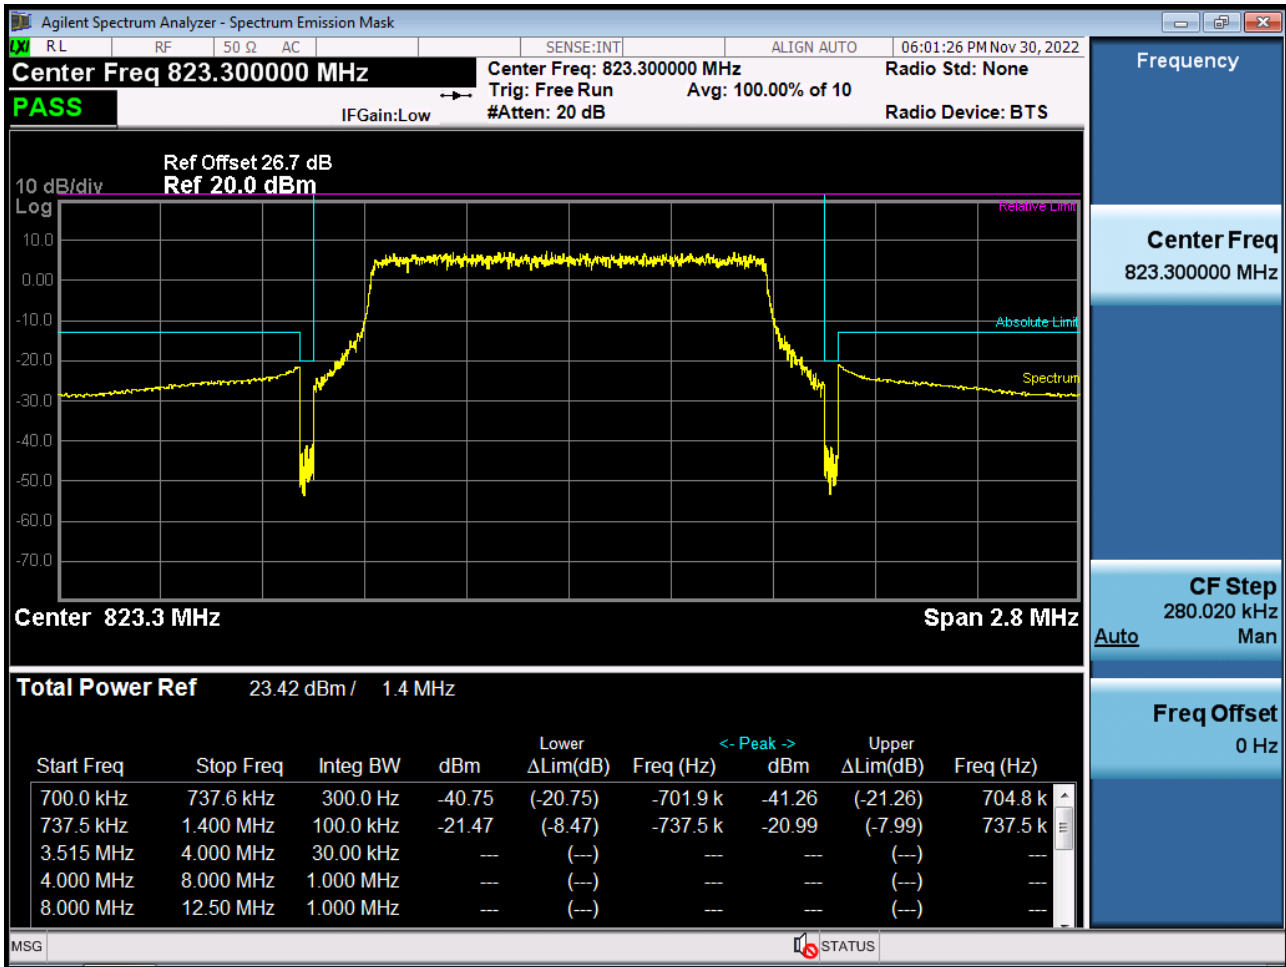 Agilent Spectrum Analyzer - Spectrum Emission Mask
LXI RL RF 50 Ω AC SENSE:INT ALIGN AUTO 06:01:26 PM Nov 30, 2022
Center Freq 823.300000 MHz
Center Freq: 823.300000 MHz Radio Std: None
Trig: Free Run Avg: 100.00% of 10
PASS
IFGain:Low #Atten: 20 dB Radio Device: BTS
Ref Offset 26.7 dB
10 dB/div Ref 20.0 dBm
Log
Relative Limit
10.0
0.00
-10.0
Absolute Limit
-20.0
Spectrum
-30.0
-40.0
-50.0
-60.0
-70.0
Center 823.3 MHz Span 2.8 MHz
Total Power Ref 23.42 dBm / 1.4 MHz
Lower <- Peak -> Upper
Start Freq Stop Freq Integ BW dBm ΔLim(dB) Freq (Hz) dBm ΔLim(dB) Freq (Hz)
700.0 kHz 737.6 kHz 300.0 Hz -40.75 (-20.75) -701.9 k -41.26 (-21.26) 704.8 k
737.5 kHz 1.400 MHz 100.0 kHz -21.47 (-8.47) -737.5 k -20.99 (-7.99) 737.5 k
3.515 MHz 4.000 MHz 30.00 kHz --- (---) --- --- (---) ---
4.000 MHz 8.000 MHz 1.000 MHz --- (---) --- --- (---) ---
8.000 MHz 12.50 MHz 1.000 MHz --- (---) --- --- (---) ---
MSG STATUS
Frequency
Center Freq
823.300000 MHz
CF Step
280.020 kHz
Auto Man
Freq Offset
0 Hz